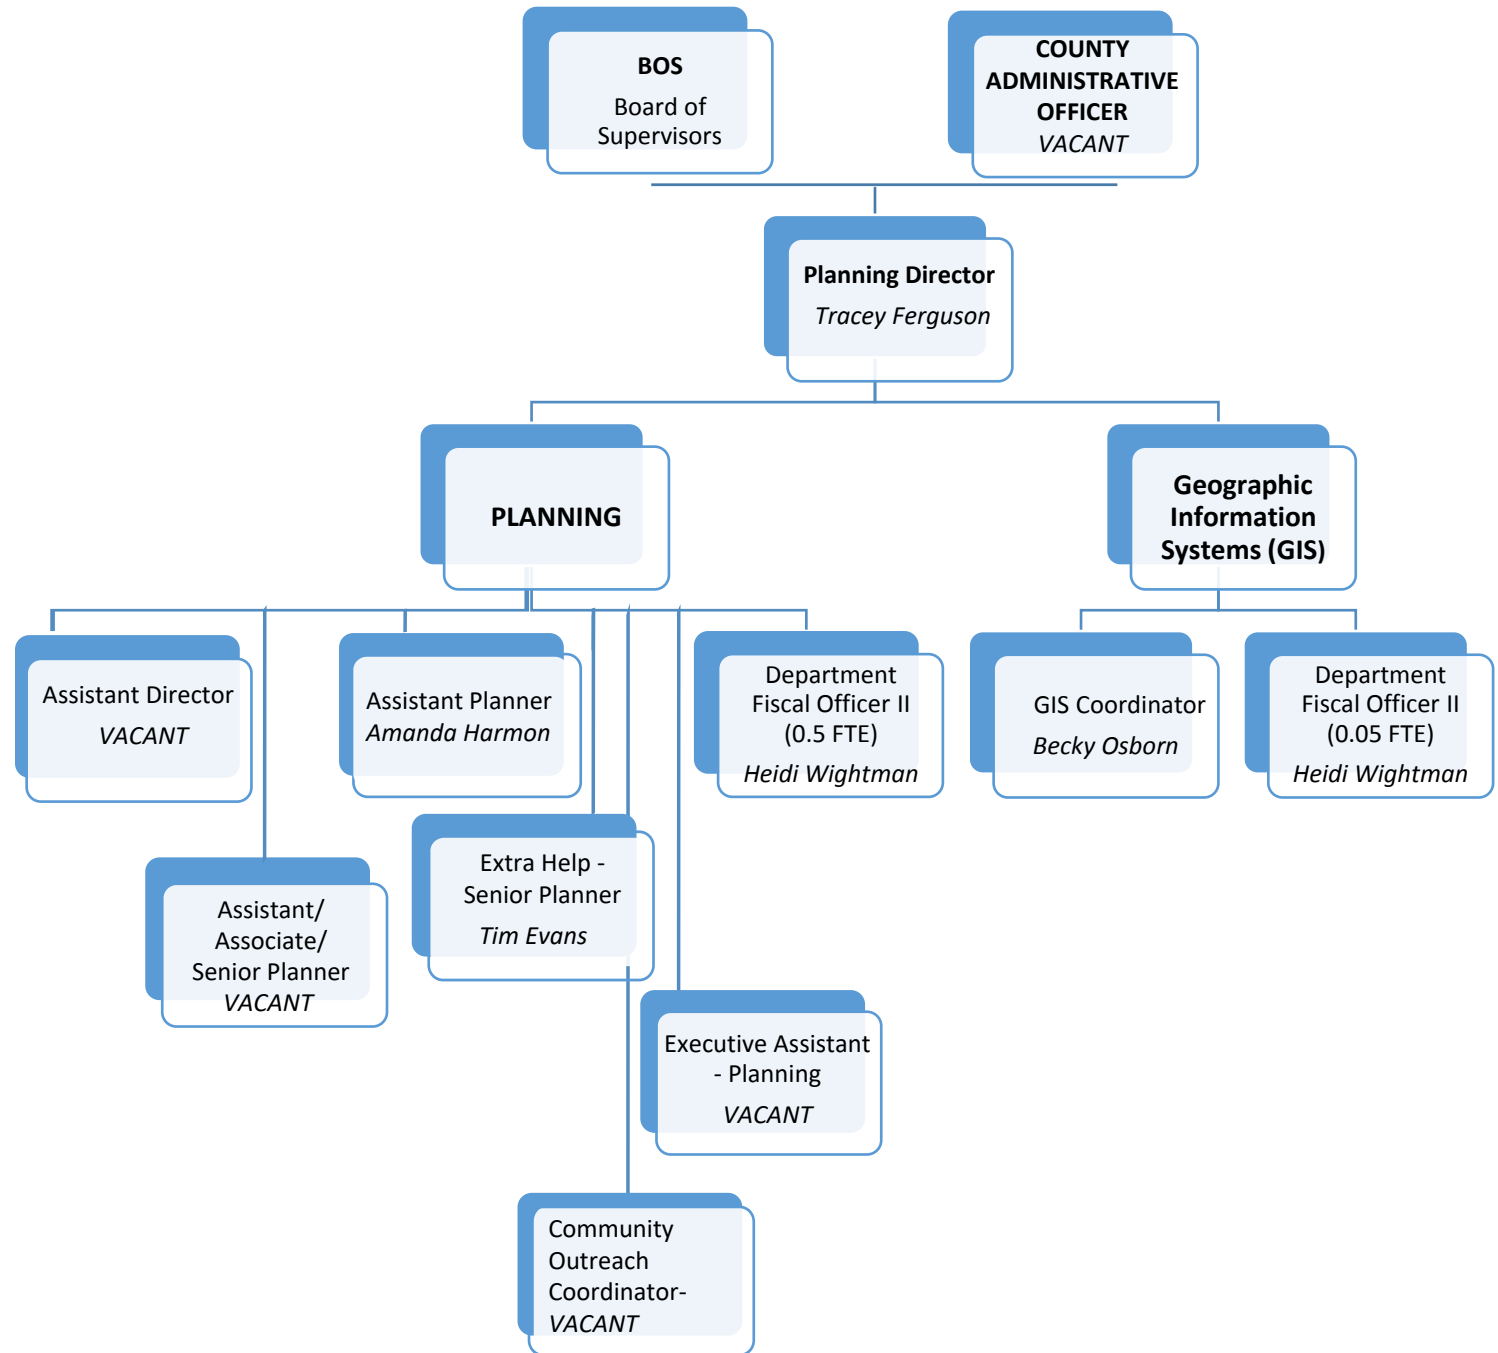 BOS
Board of
Supervisors
COUNTY
ADMINISTRATIVE
OFFICER
VACANT
Planning Director
Tracey Ferguson
PLANNING
Geographic
Information
Systems (GIS)
Assistant Director
VACANT
Assistant Planner
Amanda Harmon
Department
Fiscal Officer II
(0.5 FTE)
Heidi Wightman
GIS Coordinator
Becky Osborn
Department
Fiscal Officer II
(0.05 FTE)
Heidi Wightman
Assistant/
Associate/
Senior Planner
VACANT
Extra Help -
Senior Planner
Tim Evans
Executive Assistant
- Planning
VACANT
Community
Outreach
Coordinator-
VACANT